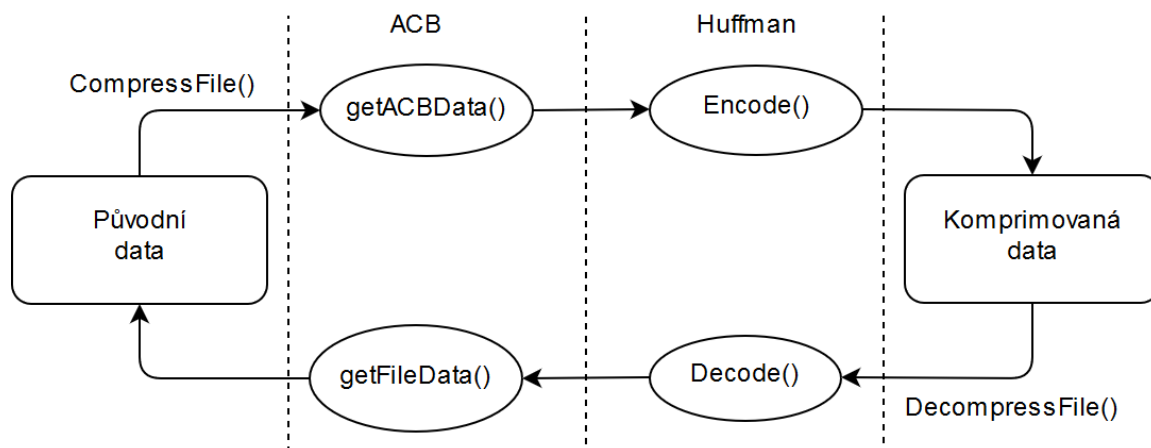 ACB
Huffman
CompressFile()
getACBData()
Encode()
Původní
data
Komprimovaná
data
getFileData()
Decode()
DecompressFile()